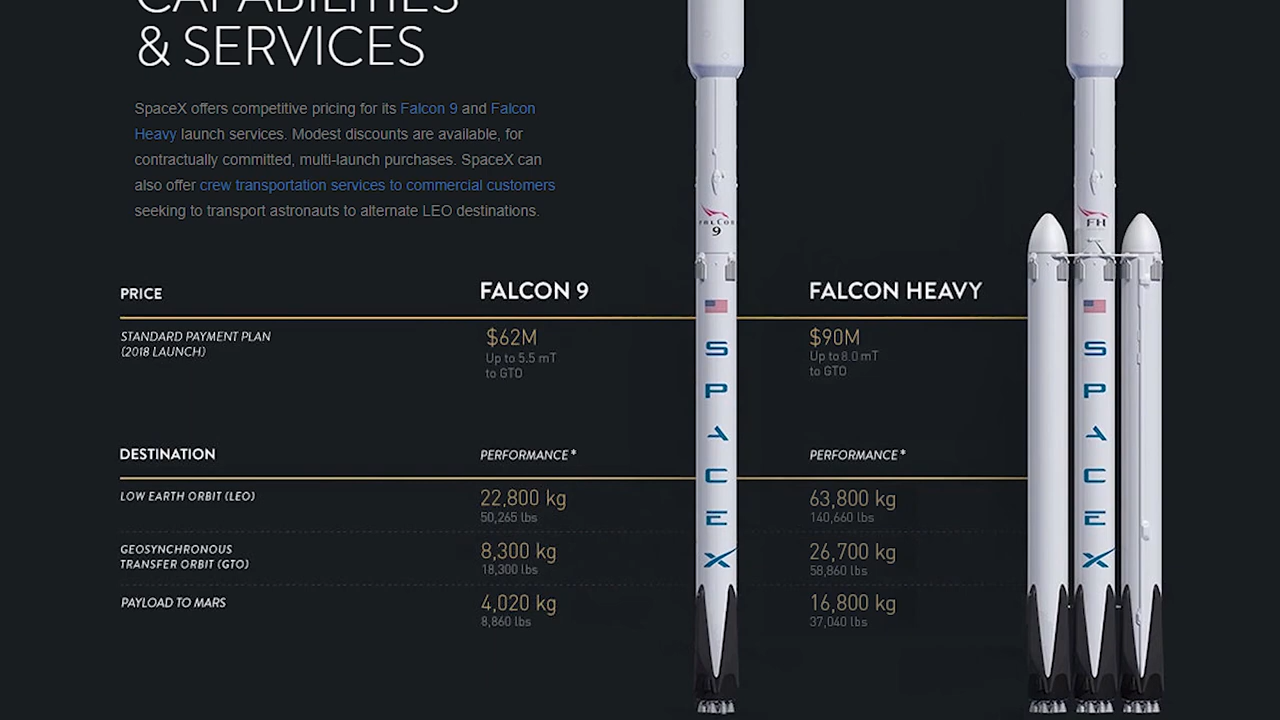 CAPABILITIES
& SERVICES
SpaceX offers competitive pricing for its Falcon 9 and Falcon
Heavy launch services. Modest discounts are available, for
contractually committed, multi-launch purchases. SpaceX can
also offer crew transportation services to commercial customers
seeking to transport astronauts to alternate LEO destinations.
PRICE
FALCON 9
FALCON HEAVY
STANDARD PAYMENT PLAN
(2018 LAUNCH)
$62M
Up to 5.5 mT
to GTO
$90M
Up to 8.0 mT
to GTO
DESTINATION
PERFORMANCE*
PERFORMANCE*
LOW EARTH ORBIT (LEO)
22,800 kg
50,265 lbs
63,800 kg
140,660 lbs
GEOSYNCHRONOUS
TRANSFER ORBIT (GTO)
8,300 kg
18,300 lbs
26,700 kg
58,860 lbs
PAYLOAD TO MARS
4,020 kg
8,860 lbs
16,800 kg
37,040 lbs
FALCON
9
SPACEX
FH
SPACEX